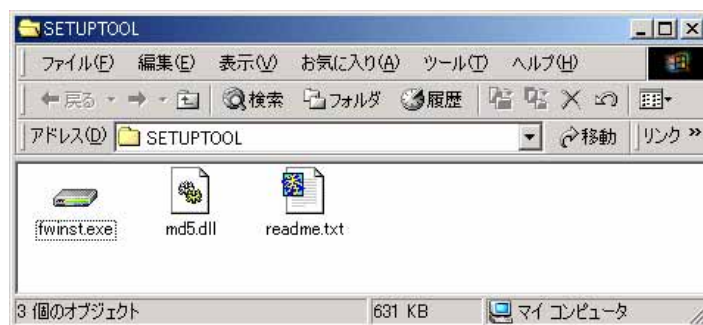 SETUPTOOL
ファイル(F) 編集(E) 表示(V) お気に入り(A) ツール(T) ヘルプ(H)
戻る 検索 フォルダ 履歴
アドレス(D) SETUPTOOL 移動 リンク »
fwinst.exe md5.dll readme.txt
3 個のオブジェクト 631 KB マイ コンピュータ